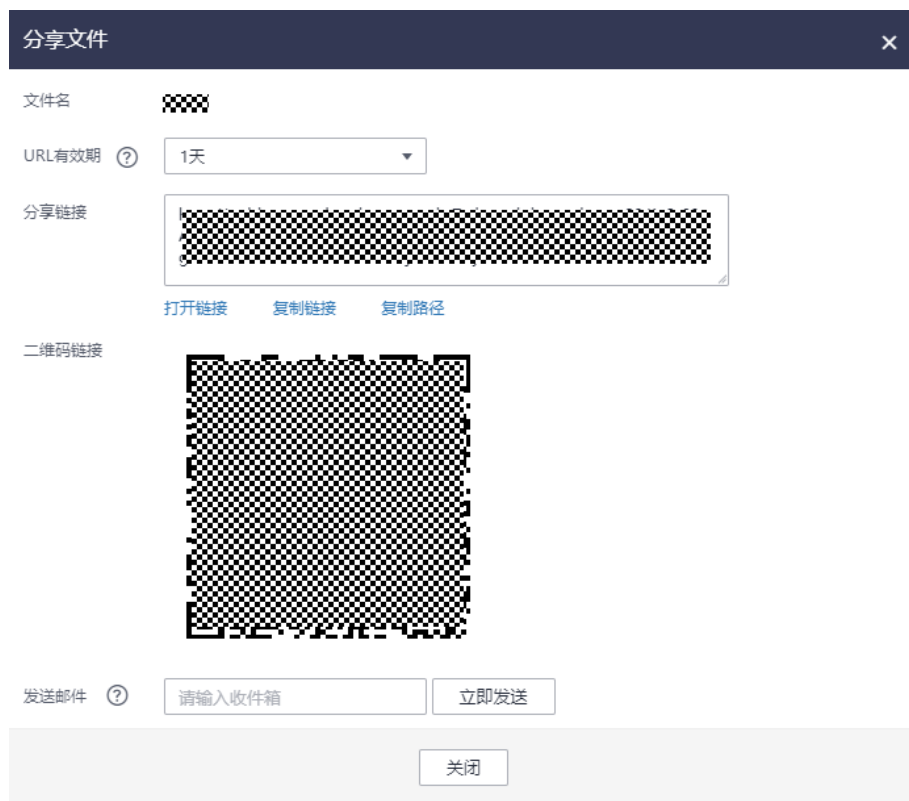 分享文件
文件名
URL有效期
1天
分享链接
打开链接 复制链接 复制路径
二维码链接
发送邮件 请输入收件箱 立即发送
关闭